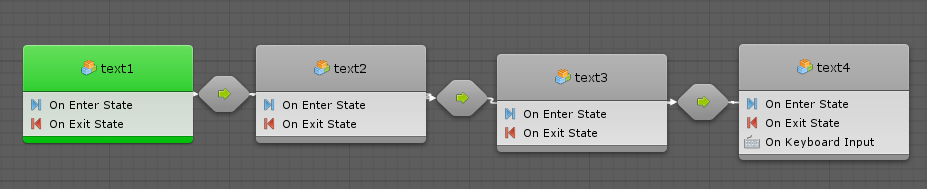 text1
On Enter State
On Exit State
text2
On Enter State
On Exit State
text3
On Enter State
On Exit State
text4
On Enter State
On Exit State
On Keyboard Input